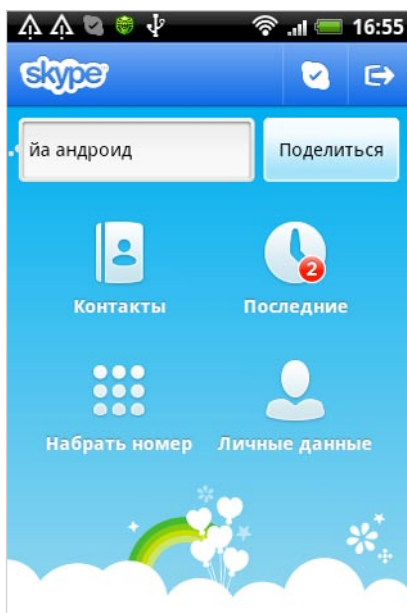 16:55
skype
йа андроид
Поделиться
Контакты
2
Последние
Набрать номер
Личные данные